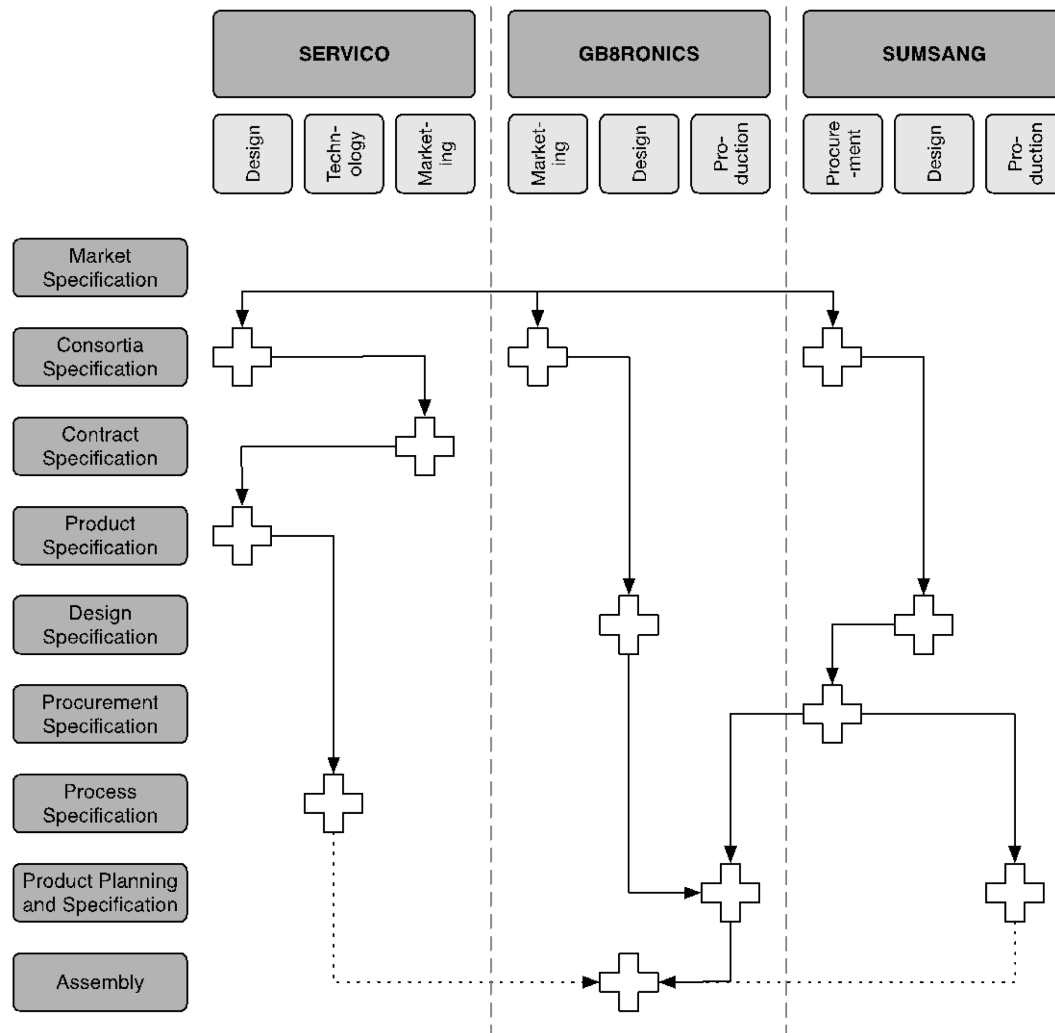 SERVICO
GB8RONICS
SUMSANG
Design
Techn-
ology
Market-
ing
Market-
ing
Design
Pro-
duction
Procure
-ment
Design
Pro-
duction
Market
Specification
Consortia
Specification
Contract
Specification
Product
Specification
Design
Specification
Procurement
Specification
Process
Specification
Product Planning
and Specification
Assembly